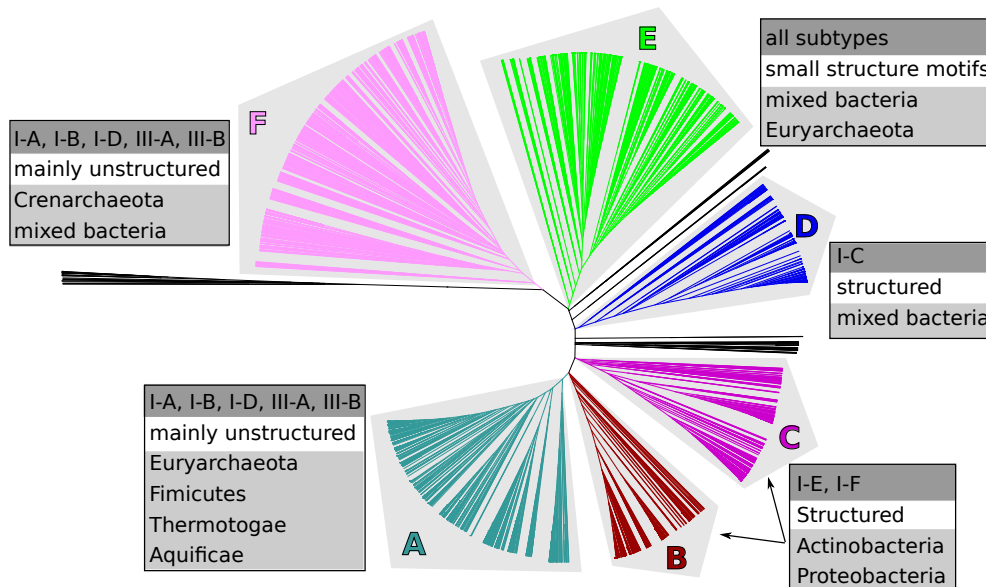 E
all subtypes
small structure motifs
mixed bacteria
Euryarchaeota
F
I-A, I-B, I-D, III-A, III-B
mainly unstructured
Crenarchaeota
mixed bacteria
D
I-C
structured
mixed bacteria
I-A, I-B, I-D, III-A, III-B
mainly unstructured
Euryarchaeota
Fimicutes
Thermotogae
Aquificae
A
B
C
I-E, I-F
Structured
Actinobacteria
Proteobacteria